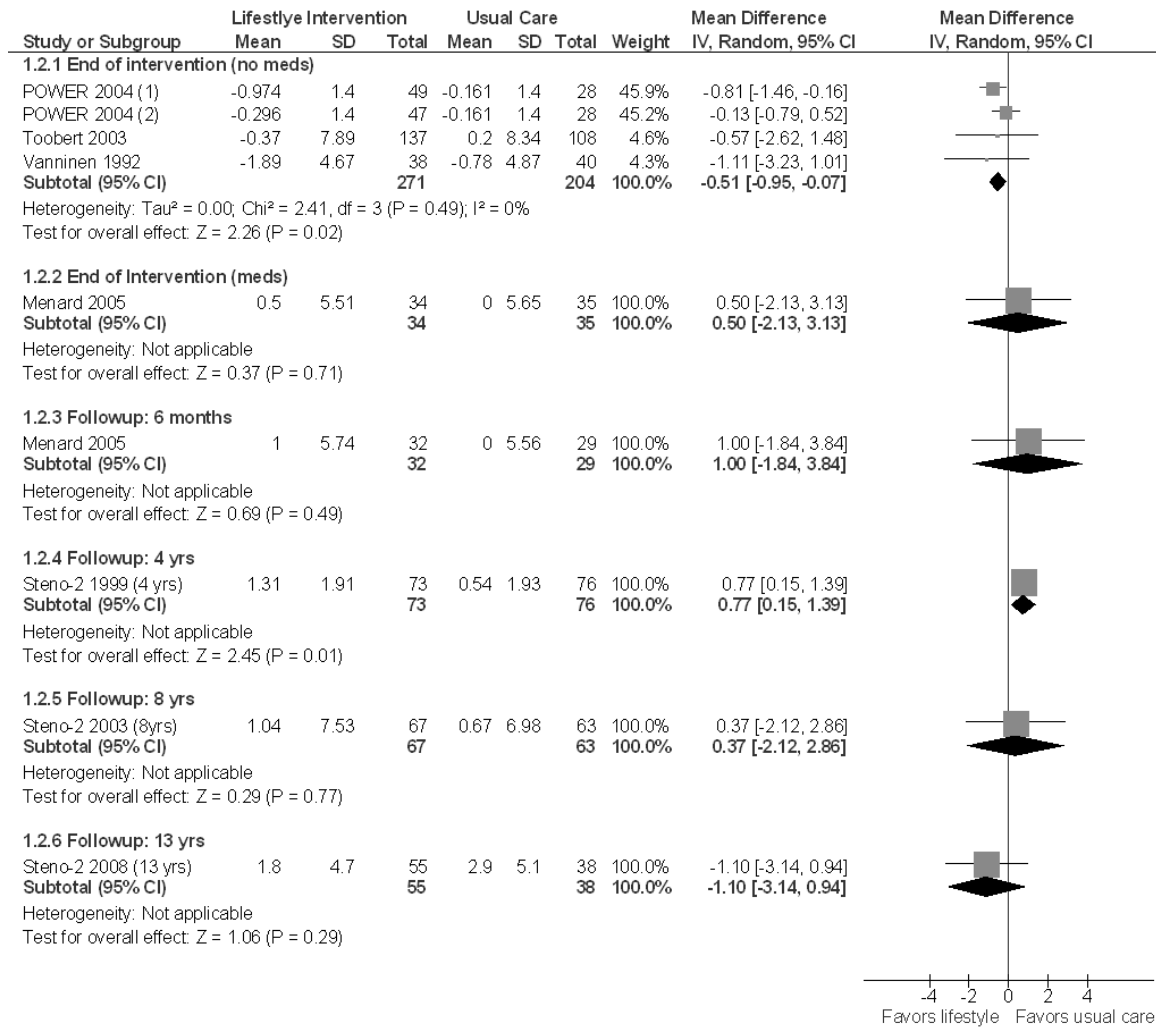 Lifestlye Intervention Usual Care Mean Difference Mean Difference
Study or Subgroup Mean SD Total Mean SD Total Weight IV, Random, 95% CI IV, Random, 95% CI
1.2.1 End of intervention (no meds)
POWER 2004 (1) -0.974 1.4 49 -0.161 1.4 28 45.9% -0.81 [-1.46, -0.16]
POWER 2004 (2) -0.296 1.4 47 -0.161 1.4 28 45.2% -0.13 [-0.79, 0.52]
Toobert 2003 -0.37 7.89 137 0.2 8.34 108 4.6% -0.57 [-2.62, 1.48]
Vanninen 1992 -1.89 4.67 38 -0.78 4.87 40 4.3% -1.11 [-3.23, 1.01]
Subtotal (95% CI) 271 204 100.0% -0.51 [-0.95, -0.07]
Heterogeneity: Tau² = 0.00; Chi² = 2.41, df = 3 (P = 0.49); I² = 0%
Test for overall effect: Z = 2.26 (P = 0.02)
1.2.2 End of Intervention (meds)
Menard 2005 0.5 5.51 34 0 5.65 35 100.0% 0.50 [-2.13, 3.13]
Subtotal (95% CI) 34 35 100.0% 0.50 [-2.13, 3.13]
Heterogeneity: Not applicable
Test for overall effect: Z = 0.37 (P = 0.71)
1.2.3 Followup: 6 months
Menard 2005 1 5.74 32 0 5.56 29 100.0% 1.00 [-1.84, 3.84]
Subtotal (95% CI) 32 29 100.0% 1.00 [-1.84, 3.84]
Heterogeneity: Not applicable
Test for overall effect: Z = 0.69 (P = 0.49)
1.2.4 Followup: 4 yrs
Steno-2 1999 (4 yrs) 1.31 1.91 73 0.54 1.93 76 100.0% 0.77 [0.15, 1.39]
Subtotal (95% CI) 73 76 100.0% 0.77 [0.15, 1.39]
Heterogeneity: Not applicable
Test for overall effect: Z = 2.45 (P = 0.01)
1.2.5 Followup: 8 yrs
Steno-2 2003 (8yrs) 1.04 7.53 67 0.67 6.98 63 100.0% 0.37 [-2.12, 2.86]
Subtotal (95% CI) 67 63 100.0% 0.37 [-2.12, 2.86]
Heterogeneity: Not applicable
Test for overall effect: Z = 0.29 (P = 0.77)
1.2.6 Followup: 13 yrs
Steno-2 2008 (13 yrs) 1.8 4.7 55 2.9 5.1 38 100.0% -1.10 [-3.14, 0.94]
Subtotal (95% CI) 55 38 100.0% -1.10 [-3.14, 0.94]
Heterogeneity: Not applicable
Test for overall effect: Z = 1.06 (P = 0.29)
-4 -2 0 2 4
Favors lifestyle Favors usual care